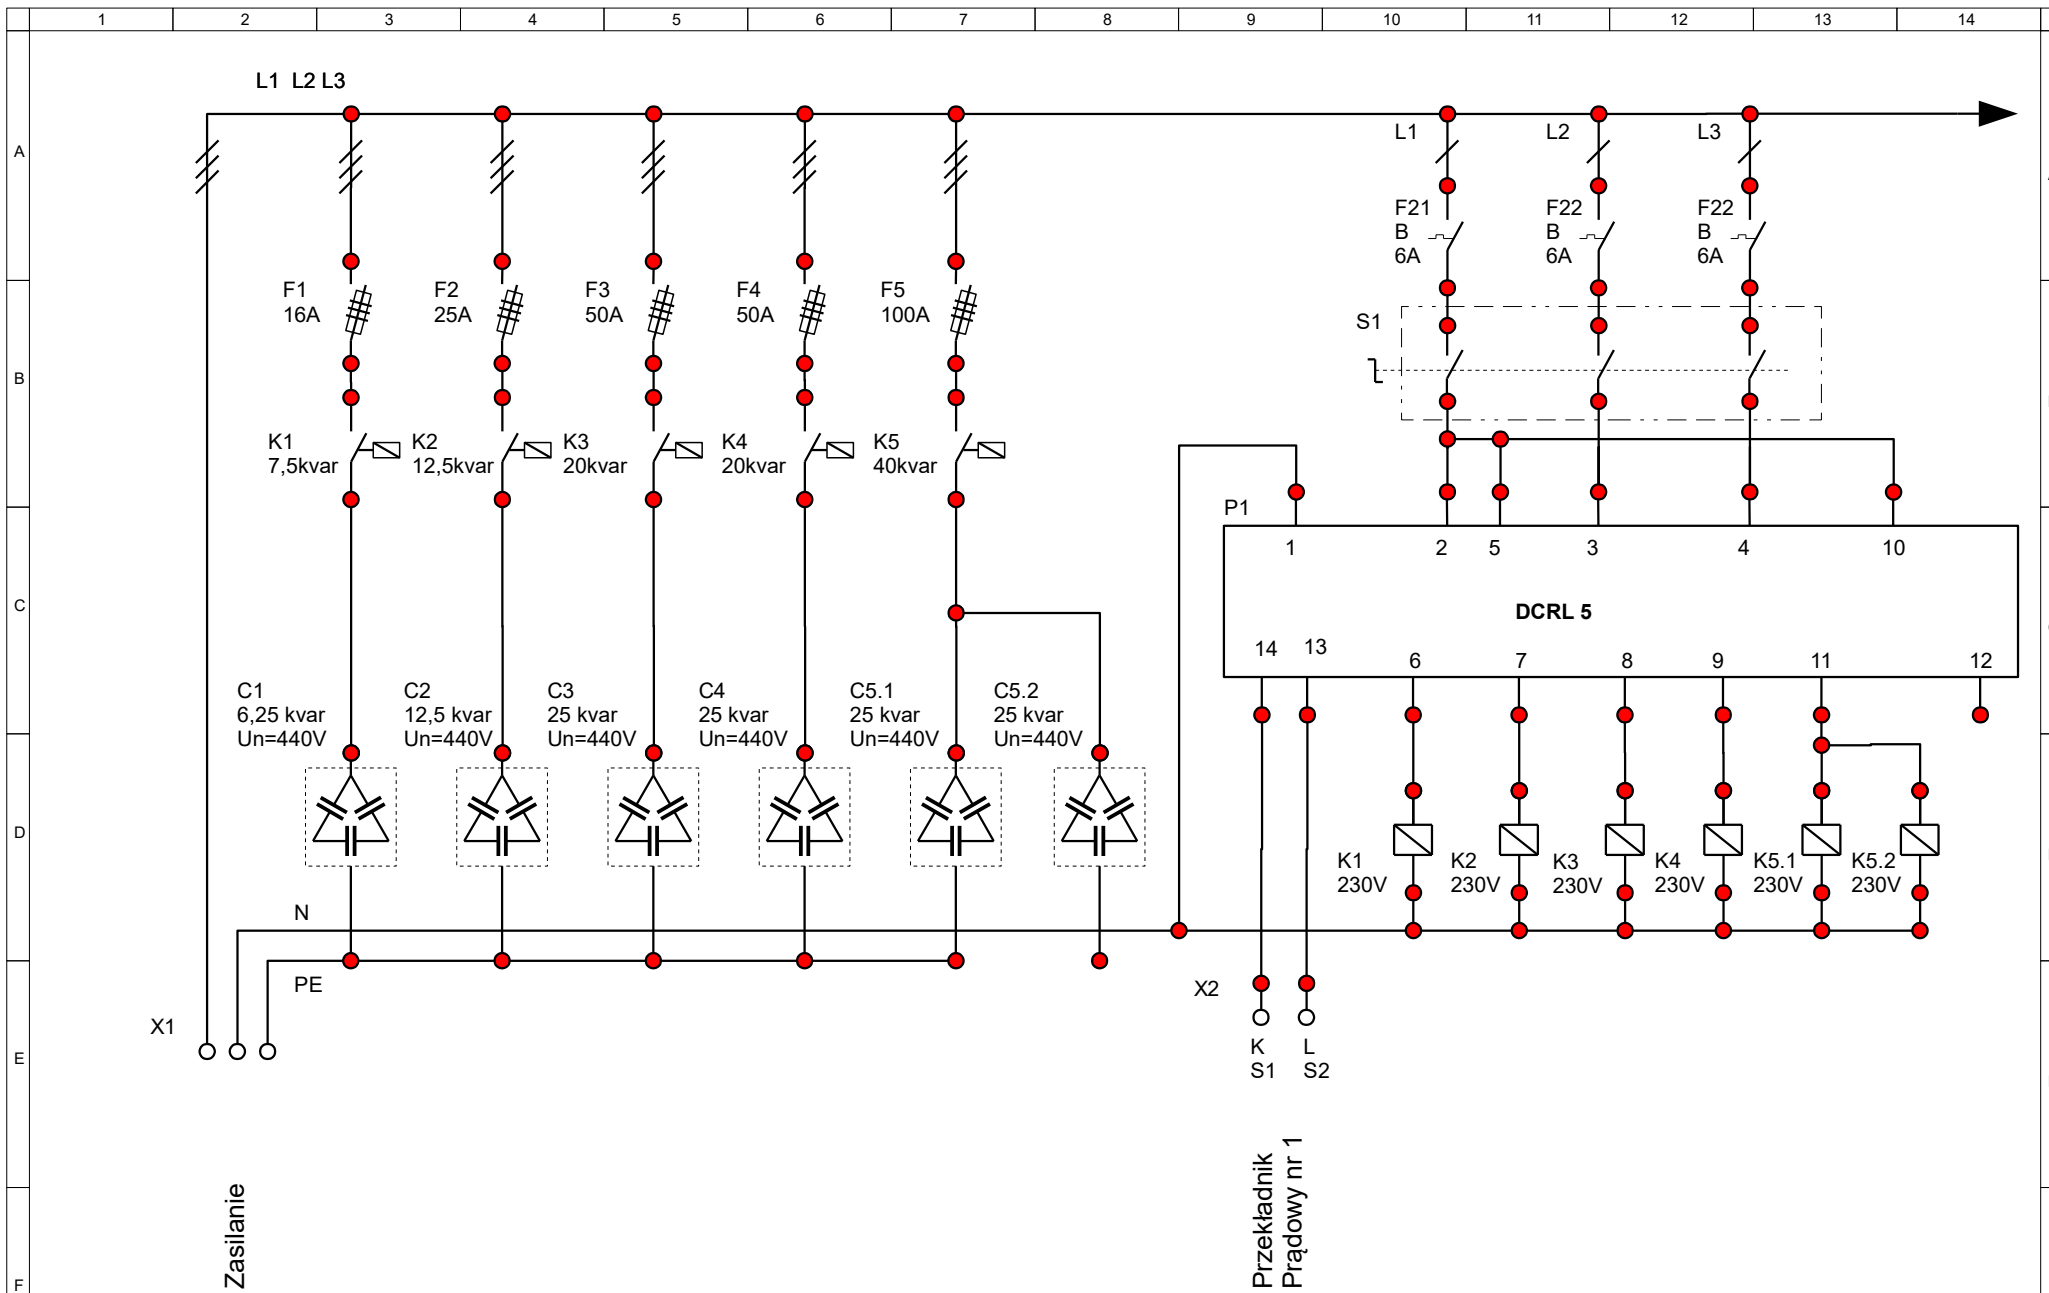 1 2 3 4 5 6 7 8 9 10 11 12 13 14
L1 L2 L3
A
L1 L2 L3
F21
B
6A
F22
B
6A
F22
B
6A
F1
16A
F2
25A
F3
50A
F4
50A
F5
100A
S1
B
K1
7,5kvar
K2
12,5kvar
K3
20kvar
K4
20kvar
K5
40kvar
P1
1 2 5 3 4 10
C
DCRL 5
14 13 6 7 8 9 11 12
C1
6,25 kvar
Un=440V
C2
12,5 kvar
Un=440V
C3
25 kvar
Un=440V
C4
25 kvar
Un=440V
C5.1
25 kvar
Un=440V
C5.2
25 kvar
Un=440V
D
K1
230V
K2
230V
K3
230V
K4
230V
K5.1
230V
K5.2
230V
N
PE
X1
X2
E
K
S1
L
S2
Zasilanie
Przekładnik
Prądowy nr 1
F